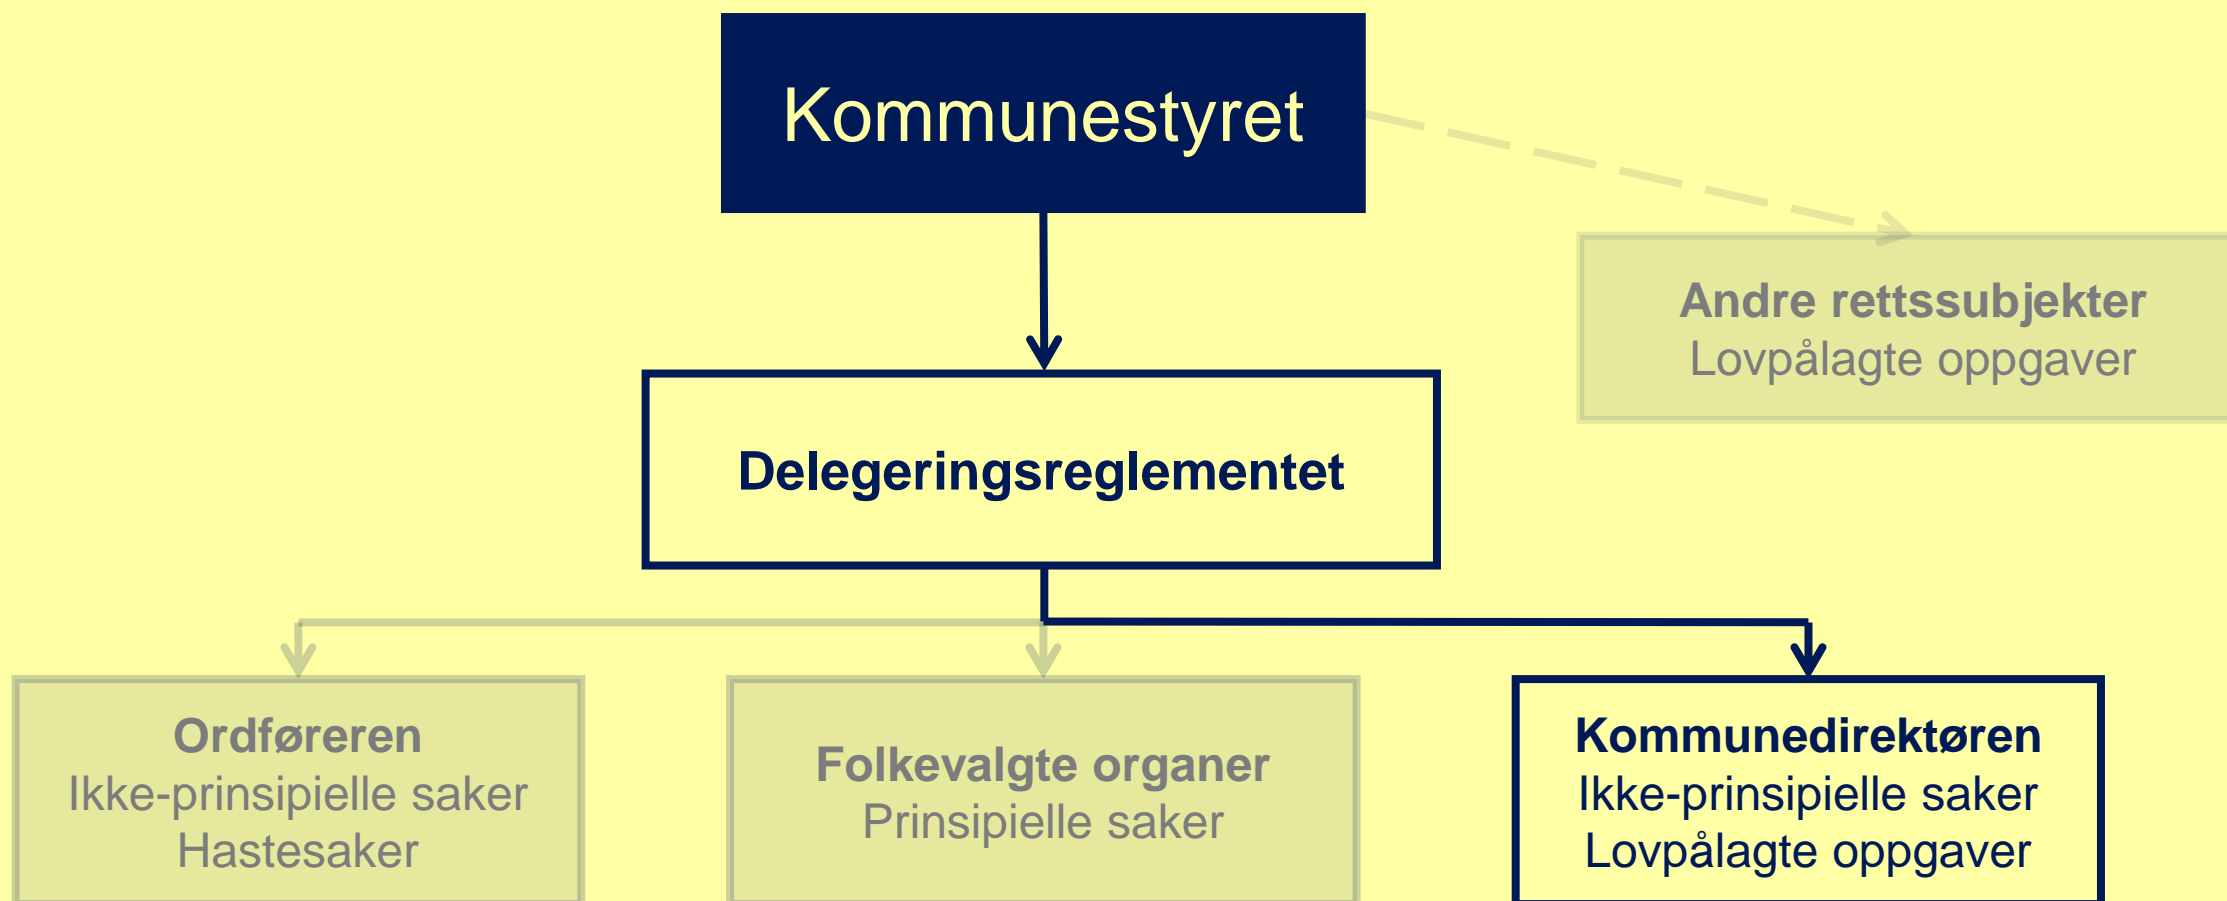 Kommunestyret
Andre rettssubjekter
Lovpålagte oppgaver
Delegeringsreglementet
Ordføreren
Ikke-prinsipielle saker
Hastesaker
Folkevalgte organer
Prinsipielle saker
Kommunedirektøren
Ikke-prinsipielle saker
Lovpålagte oppgaver